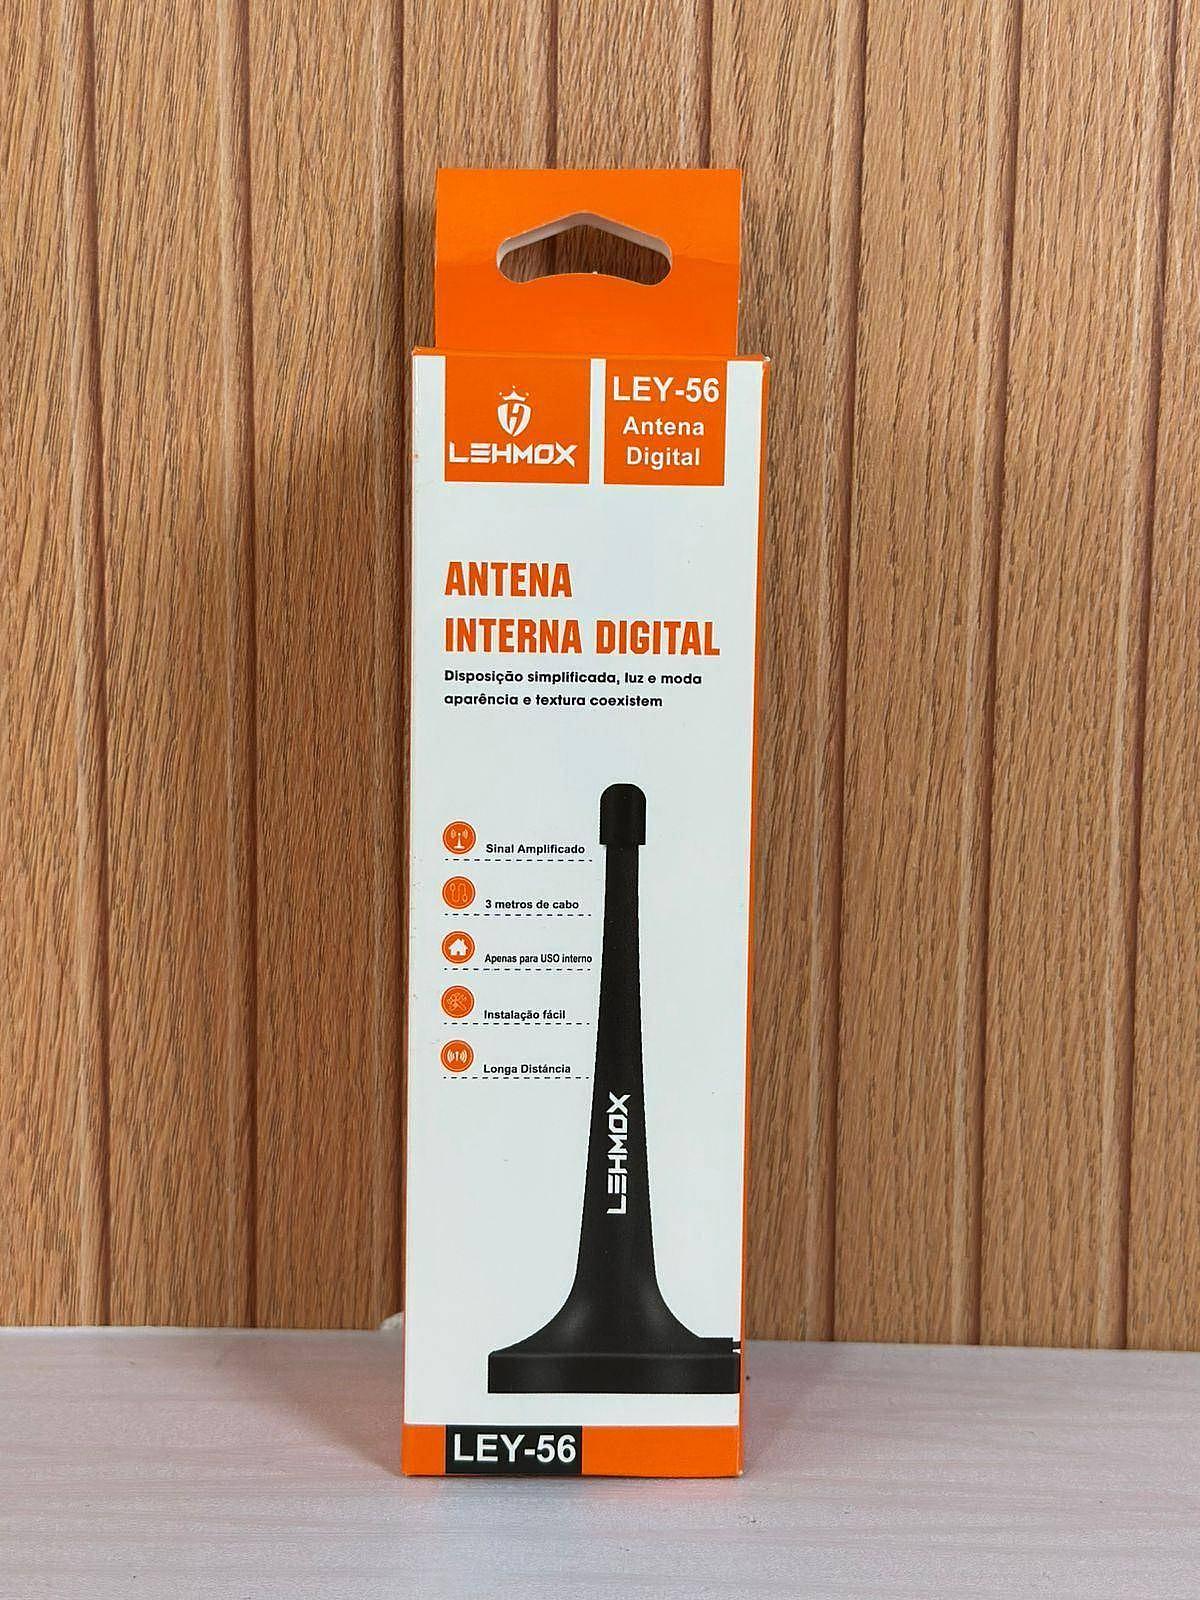 LEHMOX
LEY-56
Antena
Digital
ANTENA
INTERNA DIGITAL
Disposição simplificada, luz e moda
aparência e textura coexistem
Sinal Amplificado
3 metros de cabo
Apenas para USO interno
Instalação fácil
Longa Distância
LEHMOX
LEY-56